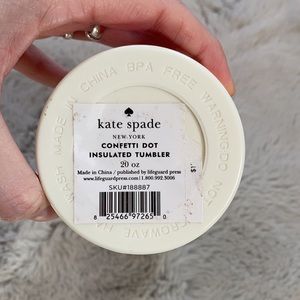 kate spade
NEW YORK
CONFETTI DOT
INSULATED TUMBLER
20 oz
Made in China / published by lifeguard press
www.lifeguardpress.com | 1.800.992.3006
SKU#188887
8 25466 97265 0
WASH MADE IN CHINA BPA FREE WARNING: DO NOT
MICROWAVE HA